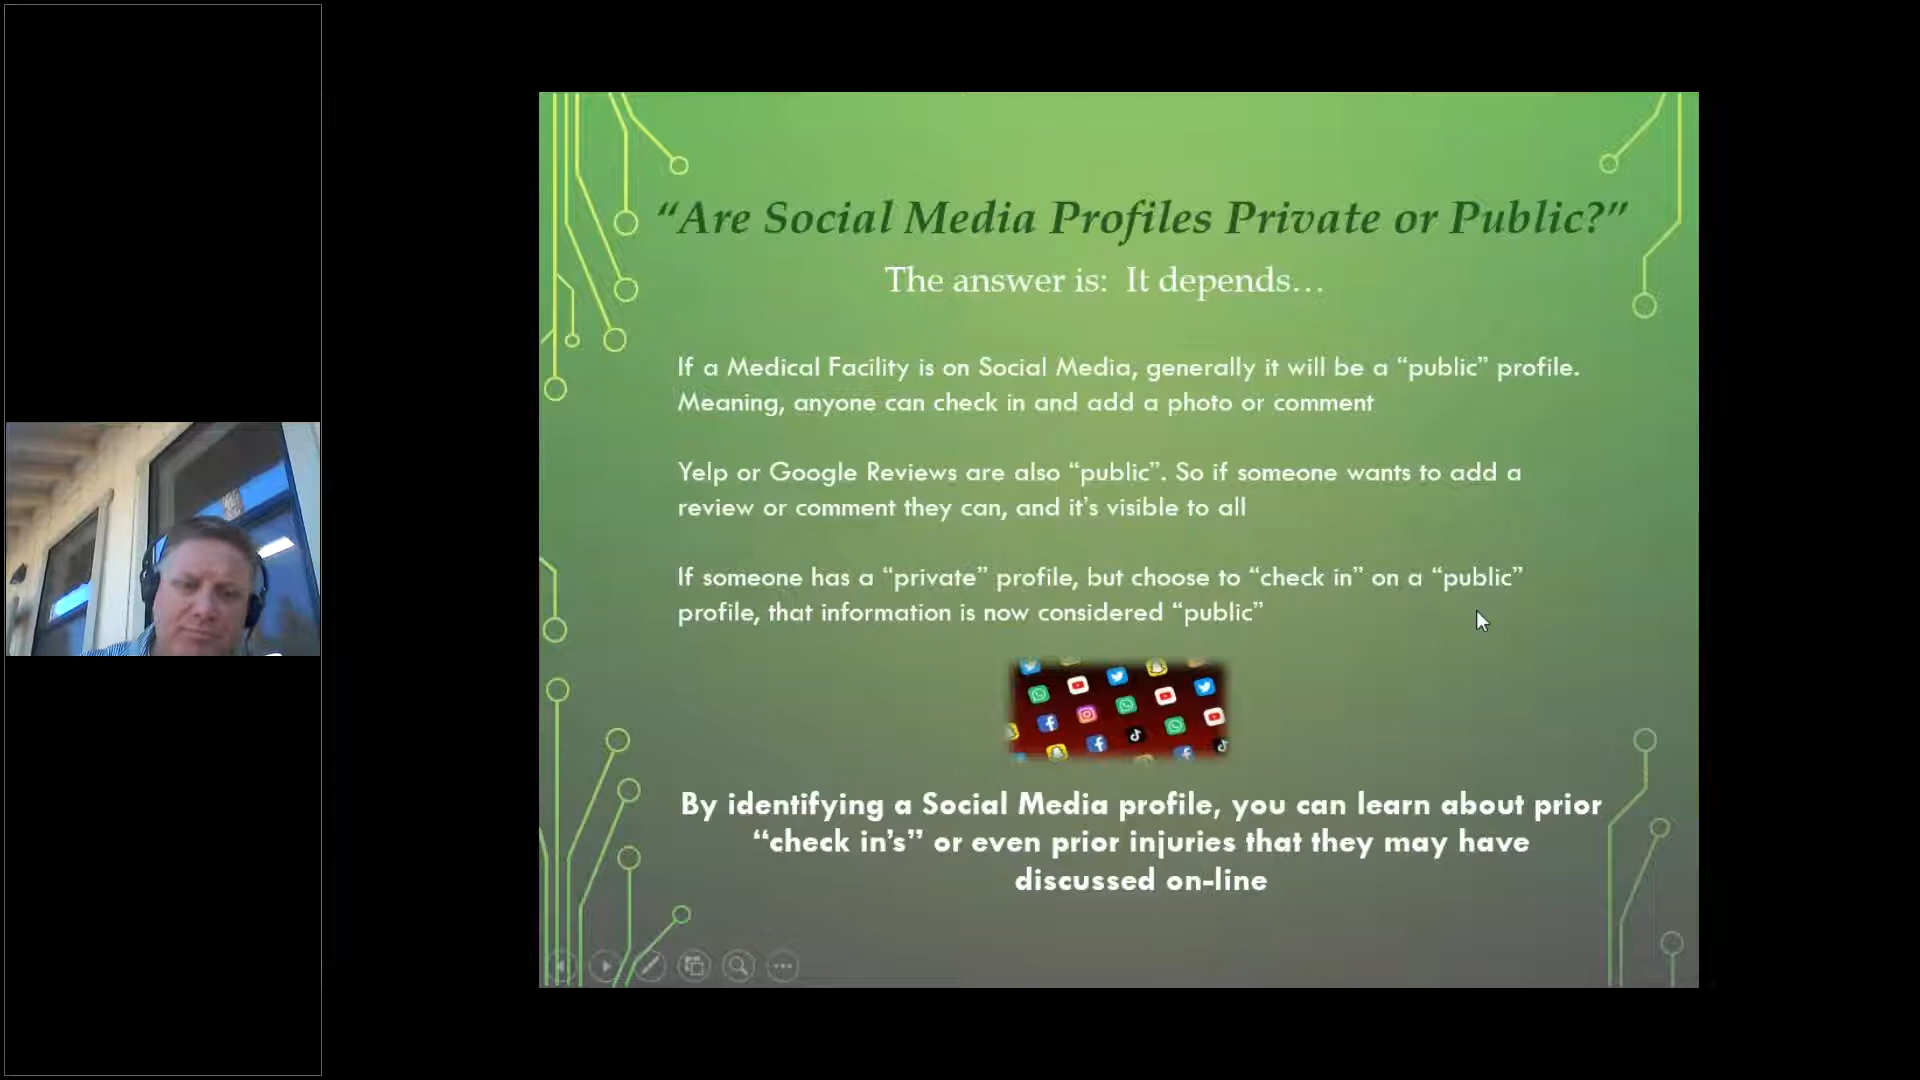 “Are Social Media Profiles Private or Public?”
The answer is: It depends…
If a Medical Facility is on Social Media, generally it will be a “public” profile.
Meaning, anyone can check in and add a photo or comment
Yelp or Google Reviews are also “public”. So if someone wants to add a
review or comment they can, and it’s visible to all
If someone has a “private” profile, but choose to “check in” on a “public”
profile, that information is now considered “public”
By identifying a Social Media profile, you can learn about prior
“check in’s” or even prior injuries that they may have
discussed on-line